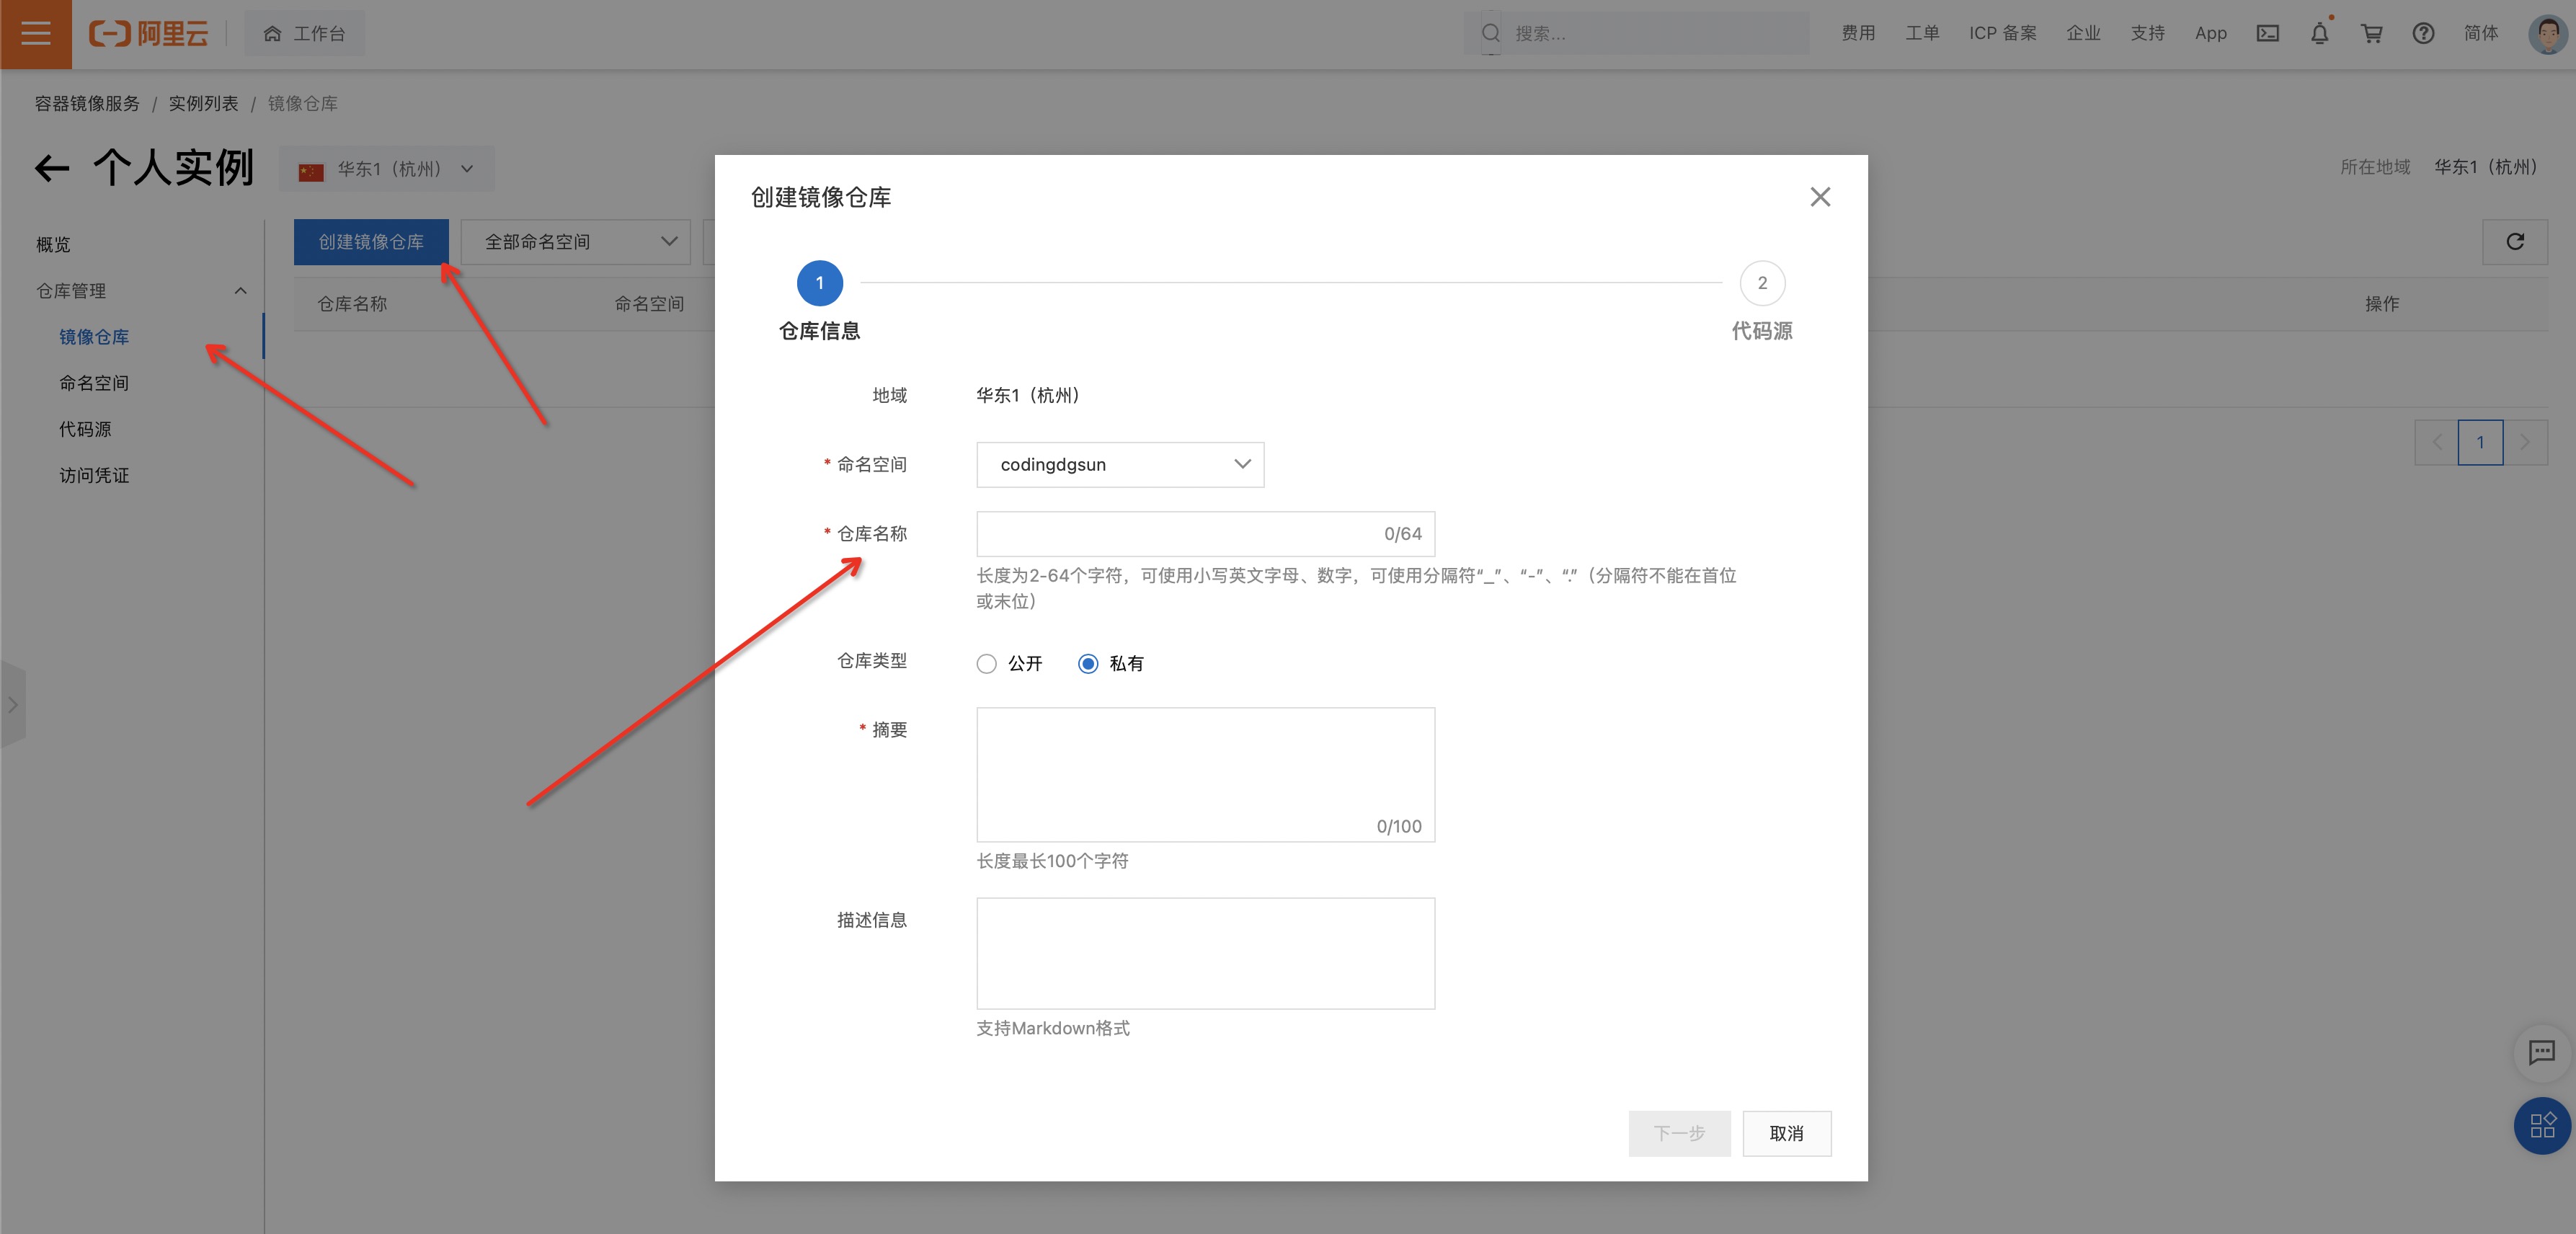 阿里云
工作台
搜索...
费用
工单
ICP 备案
企业
支持
App
简体
容器镜像服务 / 实例列表 / 镜像仓库
个人实例
华东1（杭州）
所在地域 华东1（杭州）
概览
仓库管理
镜像仓库
命名空间
代码源
访问凭证
创建镜像仓库
全部命名空间
仓库名称
命名空间
操作
1
创建镜像仓库
1
仓库信息
2
代码源
地域
华东1（杭州）
* 命名空间
codingdgsun
* 仓库名称
0/64
长度为2-64个字符，可使用小写英文字母、数字，可使用分隔符“_”、“-”、“.”（分隔符不能在首位
或末位）
仓库类型
公开
私有
* 摘要
0/100
长度最长100个字符
描述信息
支持Markdown格式
下一步
取消